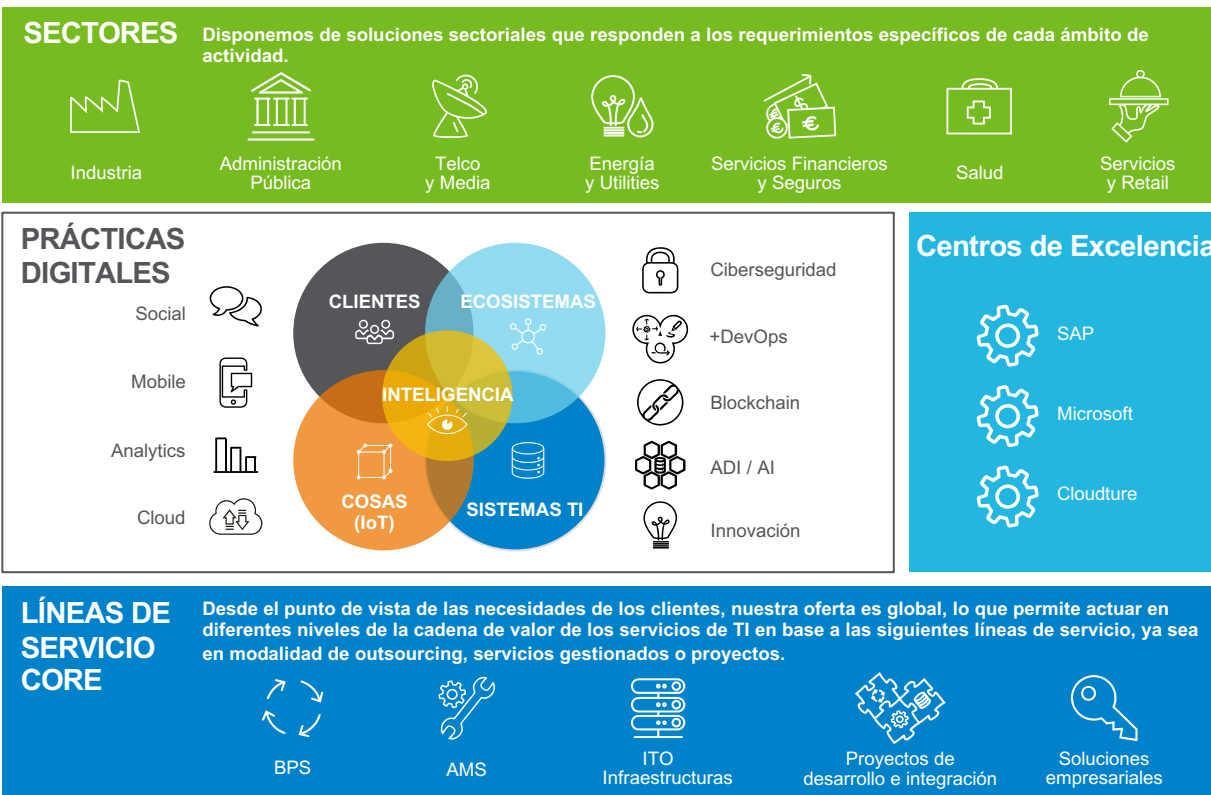 SECTORES
Disponemos de soluciones sectoriales que responden a los requerimientos específicos de cada ámbito de
actividad.
Industria
Administración
Pública
Telco
y Media
Energía
y Utilities
Servicios Financieros
y Seguros
Salud
Servicios
y Retail
PRÁCTICAS
DIGITALES
Social
Mobile
Analytics
Cloud
CLIENTES
ECOSISTEMAS
INTELIGENCIA
COSAS
(IoT)
SISTEMAS TI
Ciberseguridad
+DevOps
Blockchain
ADI / AI
Innovación
Centros de Excelencia
SAP
Microsoft
Cloudture
LÍNEAS DE
SERVICIO
CORE
Desde el punto de vista de las necesidades de los clientes, nuestra oferta es global, lo que permite actuar en
diferentes niveles de la cadena de valor de los servicios de TI en base a las siguientes líneas de servicio, ya sea
en modalidad de outsourcing, servicios gestionados o proyectos.
BPS
AMS
ITO
Infraestructuras
Proyectos de
desarrollo e integración
Soluciones
empresariales